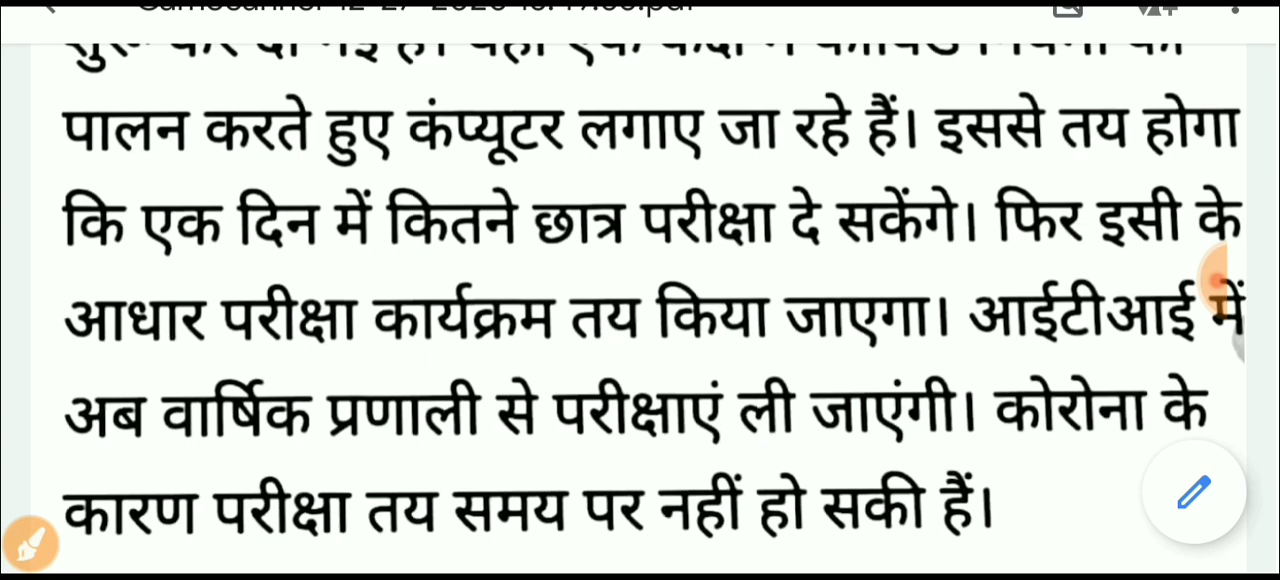 पालन करते हुए कंप्यूटर लगाए जा रहे हैं। इससे तय होगा
कि एक दिन में कितने छात्र परीक्षा दे सकेंगे। फिर इसी के
आधार परीक्षा कार्यक्रम तय किया जाएगा। आईटीआई में
अब वार्षिक प्रणाली से परीक्षाएं ली जाएंगी। कोरोना के
कारण परीक्षा तय समय पर नहीं हो सकी हैं।